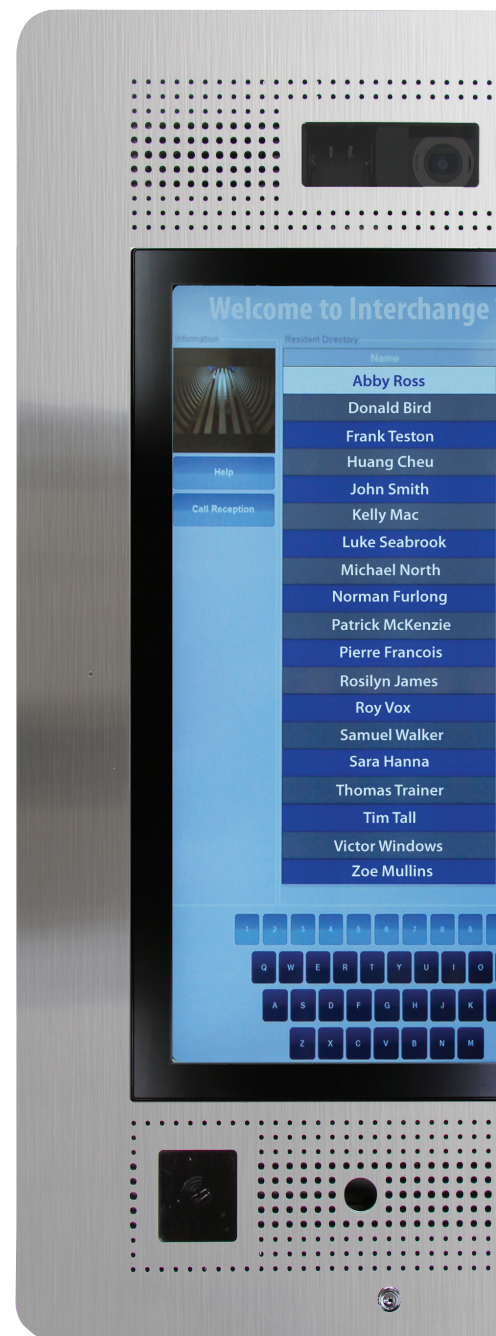 Welcome to Interchange
Information
Resident Directory
Name
Abby Ross
Donald Bird
Frank Teston
Huang Cheu
John Smith
Kelly Mac
Luke Seabrook
Michael North
Norman Furlong
Patrick McKenzie
Pierre Francois
Rosilyn James
Roy Vox
Samuel Walker
Sara Hanna
Thomas Trainer
Tim Tall
Victor Windows
Zoe Mullins
Help
Call Reception
1 2 3 4 5 6 7 8 9
Q W E R T Y U I O
A S D F G H J K
Z X C V B N M